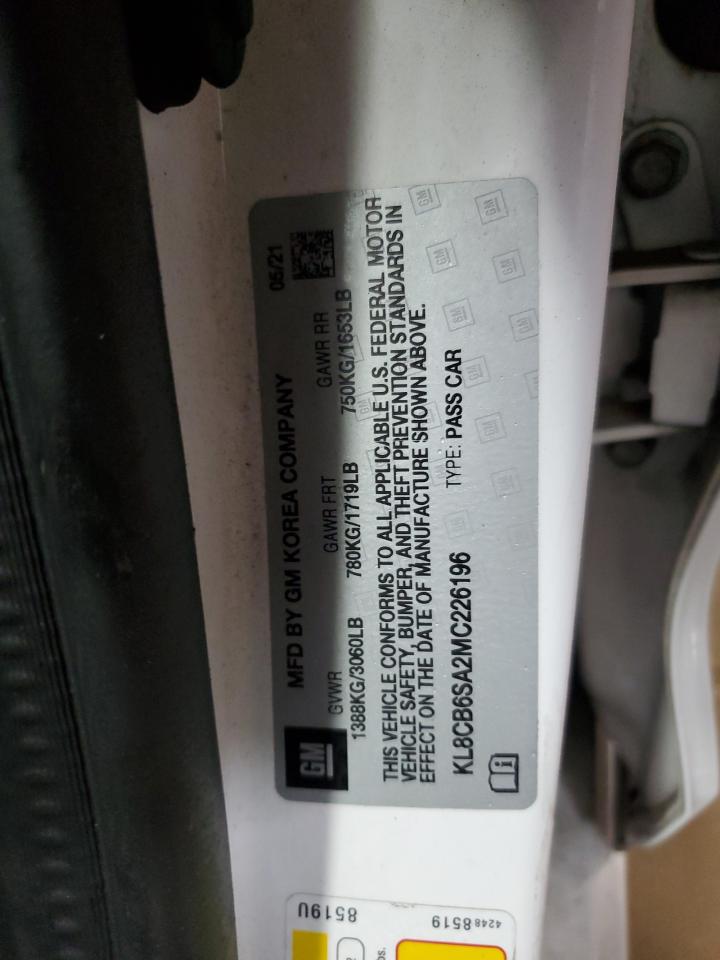 GM
MFD BY GM KOREA COMPANY
05/21
GVWR GAWR FRT GAWR RR
1388KG/3060LB 780KG/1719LB 750KG/1653LB
THIS VEHICLE CONFORMS TO ALL APPLICABLE U.S. FEDERAL MOTOR
VEHICLE SAFETY, BUMPER, AND THEFT PREVENTION STANDARDS IN
EFFECT ON THE DATE OF MANUFACTURE SHOWN ABOVE.
KL8CB6SA2MC226196 TYPE: PASS CAR
8519U
4248 8519